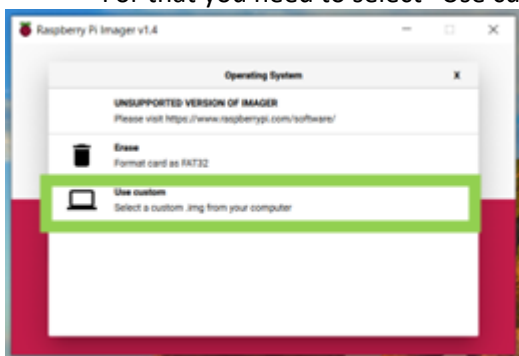 For that you need to select "Use cu
Raspberry Pi Imager v1.4
Operating System X
UNSUPPORTED VERSION OF IMAGER
Please visit https://www.raspberrypi.com/software/
Erase
Format card as FAT32
Use custom
Select a custom .img from your computer